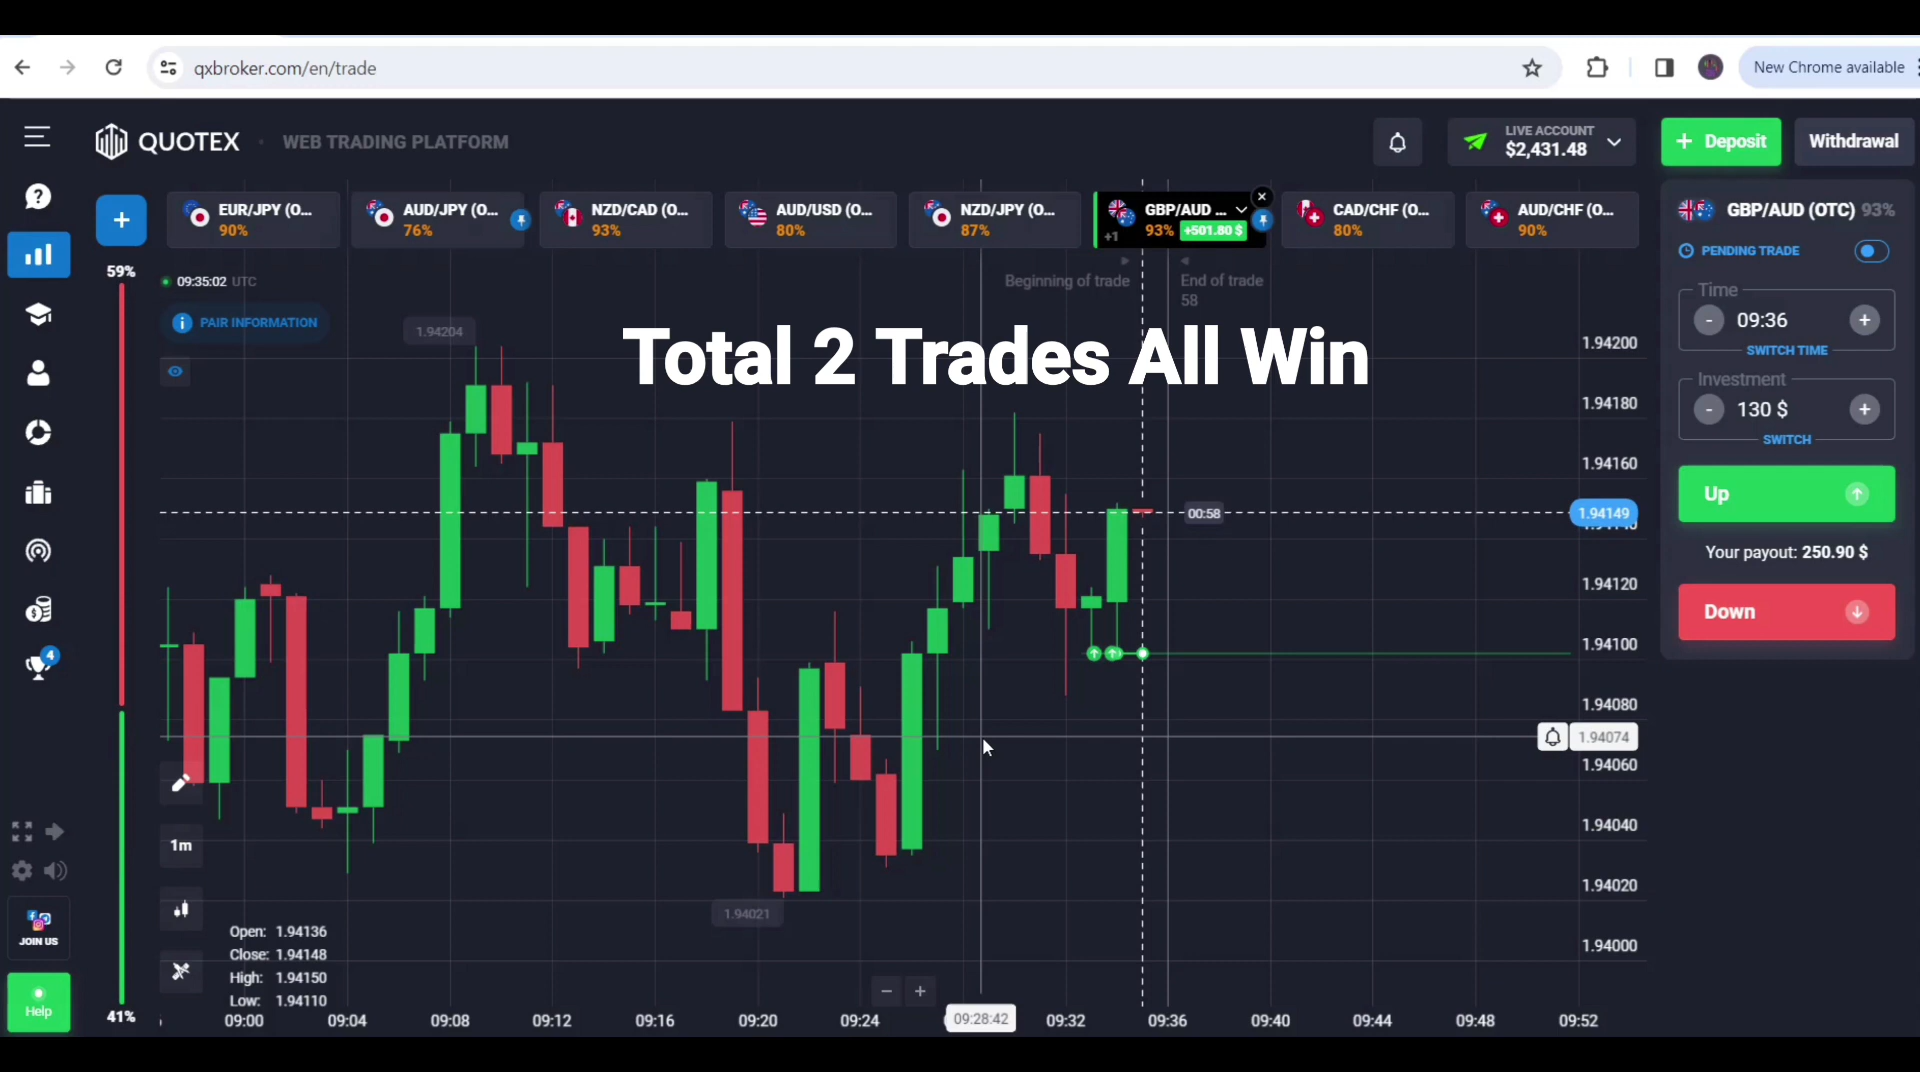 qxbroker.com/en/trade
New Chrome available
QUOTEX
WEB TRADING PLATFORM
LIVE ACCOUNT
$2,431.48
+ Deposit
Withdrawal
EUR/JPY (O...
90%
AUD/JPY (O...
76%
NZD/CAD (O...
93%
AUD/USD (O...
80%
NZD/JPY (O...
87%
GBP/AUD ...
+1
93% +501.80 $
CAD/CHF (O...
80%
AUD/CHF (O...
90%
GBP/AUD (OTC) 93%
PENDING TRADE
Time
- 09:36 +
SWITCH TIME
Investment
- 130 $ +
SWITCH
Up
Your payout: 250.90 $
Down
59%
09:35:02 UTC
PAIR INFORMATION
Beginning of trade
End of trade
58
Total 2 Trades All Win
1.94204
1.94200
1.94180
1.94160
00:58
1.94149
1.94120
1.94100
1.94080
1.94074
1.94060
1.94040
1.94020
1.94000
1.94021
4
1m
JOIN US
Help
41%
Open: 1.94136
Close: 1.94148
High: 1.94150
Low: 1.94110
09:00
09:04
09:08
09:12
09:16
09:20
09:24
09:28:42
09:32
09:36
09:40
09:44
09:48
09:52